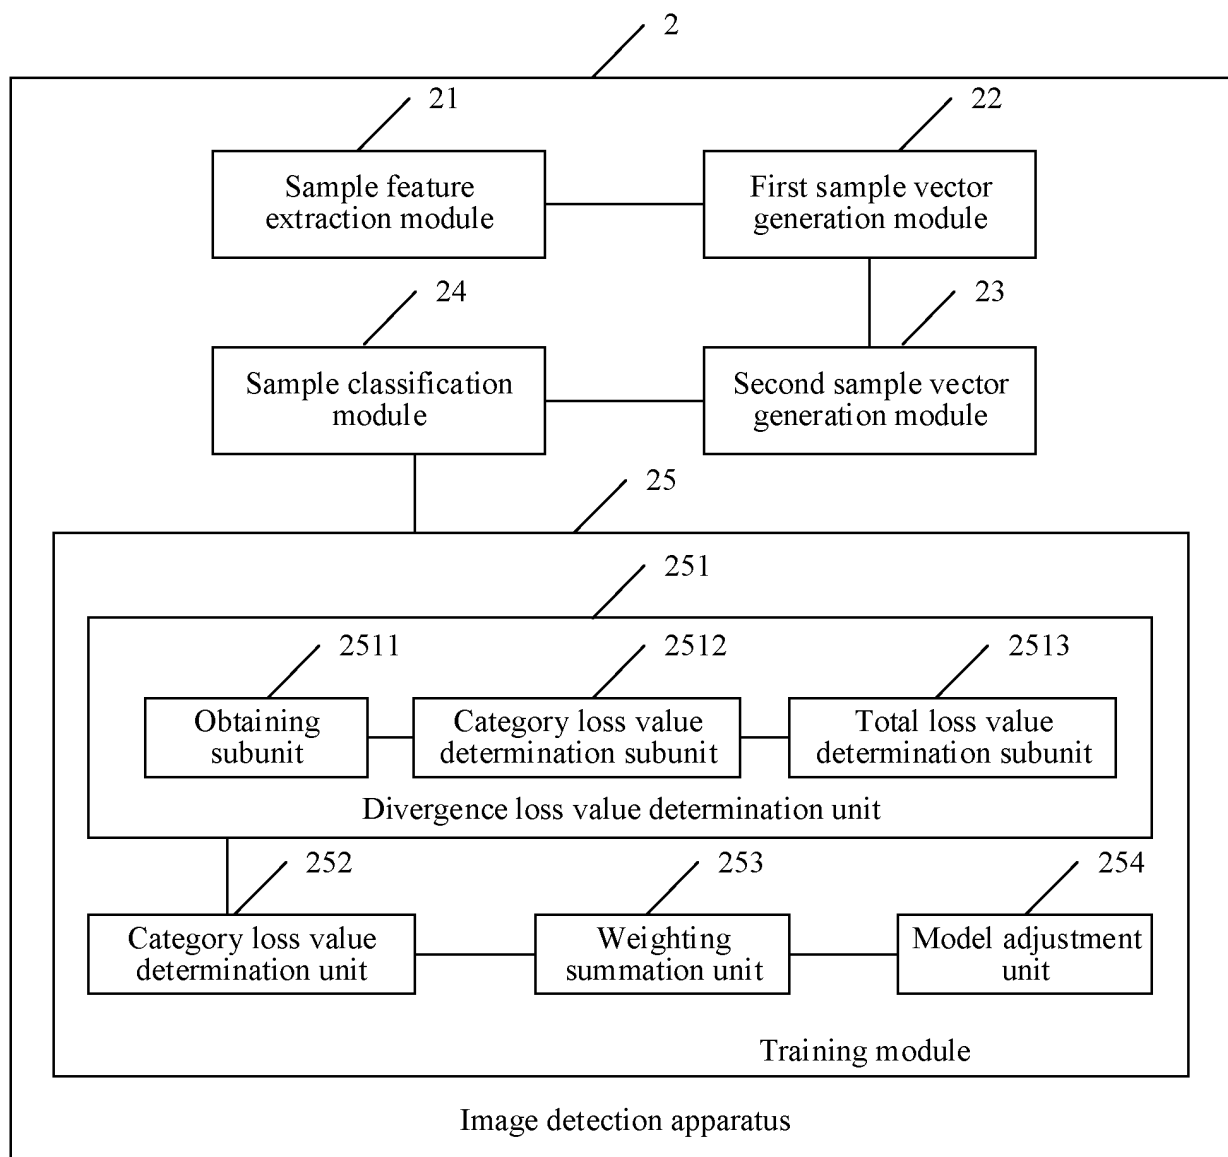 2
21
22
Sample feature
extraction module
First sample vector
generation module
24
23
Sample classification
module
Second sample vector
generation module
25
251
2511
2512
2513
Obtaining
subunit
Category loss value
determination subunit
Total loss value
determination subunit
Divergence loss value determination unit
252
253
254
Category loss value
determination unit
Weighting
summation unit
Model adjustment
unit
Training module
Image detection apparatus